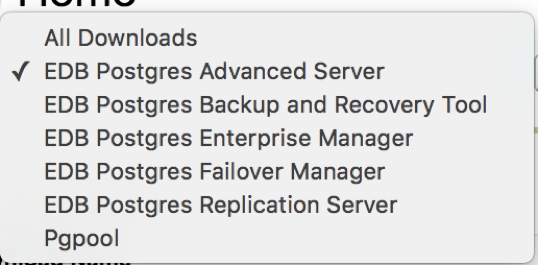 Home
All Downloads
✓ EDB Postgres Advanced Server
EDB Postgres Backup and Recovery Tool
EDB Postgres Enterprise Manager
EDB Postgres Failover Manager
EDB Postgres Replication Server
Pgpool